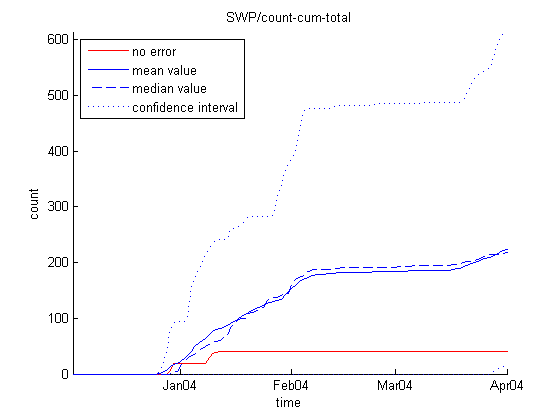 SWP/count-cum-total
no error
mean value
median value
confidence interval
count
600
500
400
300
200
100
0
Jan04 Feb04 Mar04 Apr04
time